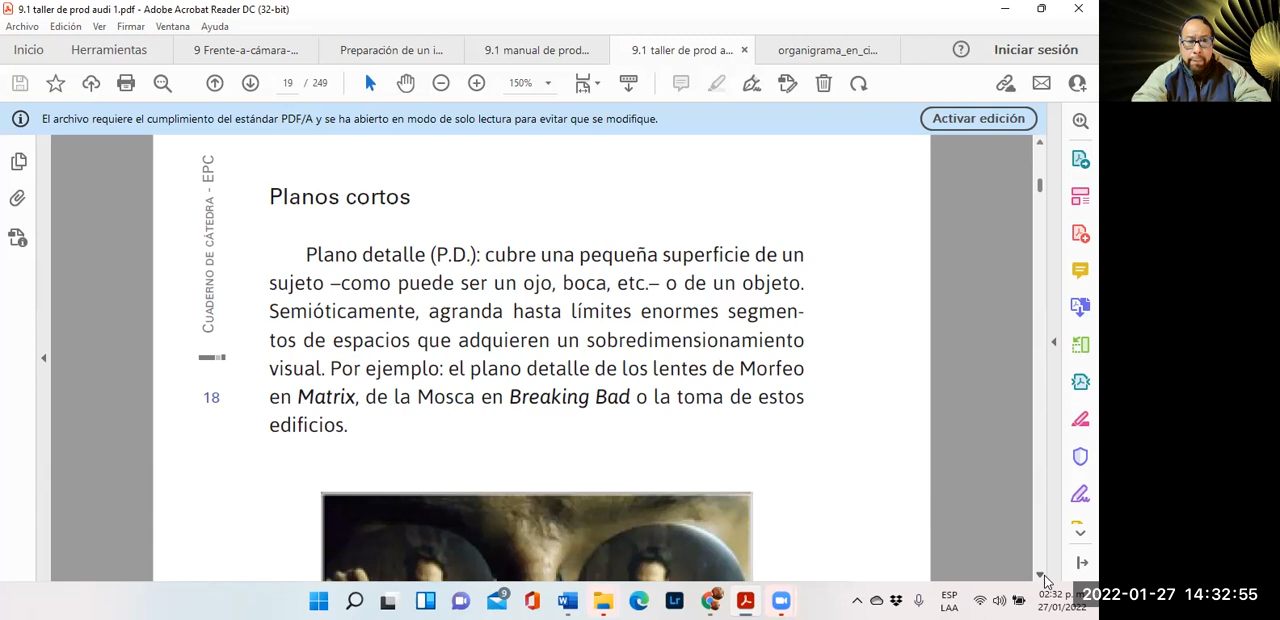 9.1 taller de prod audi 1.pdf - Adobe Acrobat Reader DC (32-bit)
Archivo Edición Ver Firmar Ventana Ayuda
Inicio Herramientas 9 Frente-a-cámara-... Preparación de un i... 9.1 manual de prod... 9.1 taller de prod a... × organigrama_en_ci... Iniciar sesión
19 / 249 150%
El archivo requiere el cumplimiento del estándar PDF/A y se ha abierto en modo de solo lectura para evitar que se modifique. Activar edición
CUADERNO DE CÁTEDRA - EPC
18
Planos cortos
Plano detalle (P.D.): cubre una pequeña superficie de un
sujeto –como puede ser un ojo, boca, etc.– o de un objeto.
Semióticamente, agranda hasta límites enormes segmen-
tos de espacios que adquieren un sobredimensionamiento
visual. Por ejemplo: el plano detalle de los lentes de Morfeo
en Matrix, de la Mosca en Breaking Bad o la toma de estos
edificios.
9
ESP
LAA
02:32 p. m
27/01/2022
2022-01-27 14:32:55